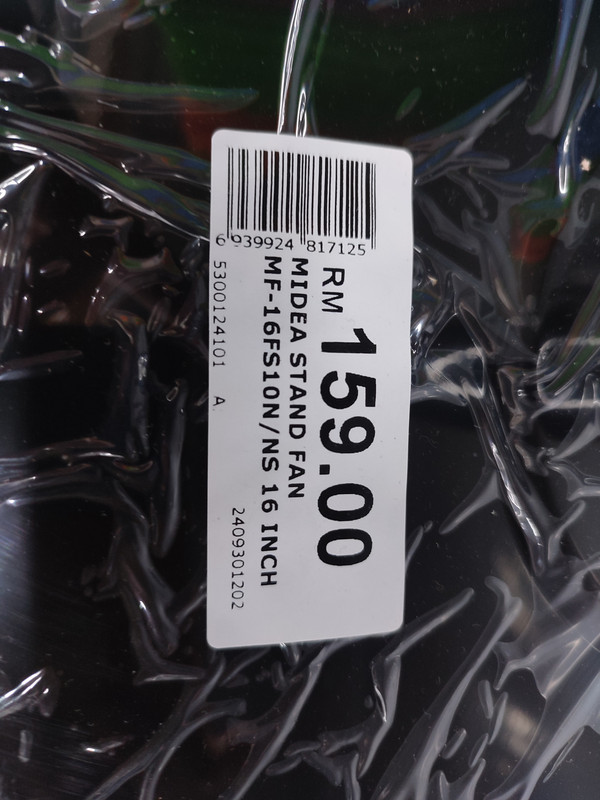 6 939924 817125
RM 159.00
MIDEA STAND FAN
MF-16FS10N/NS 16 INCH
5300124101 A
2409301202